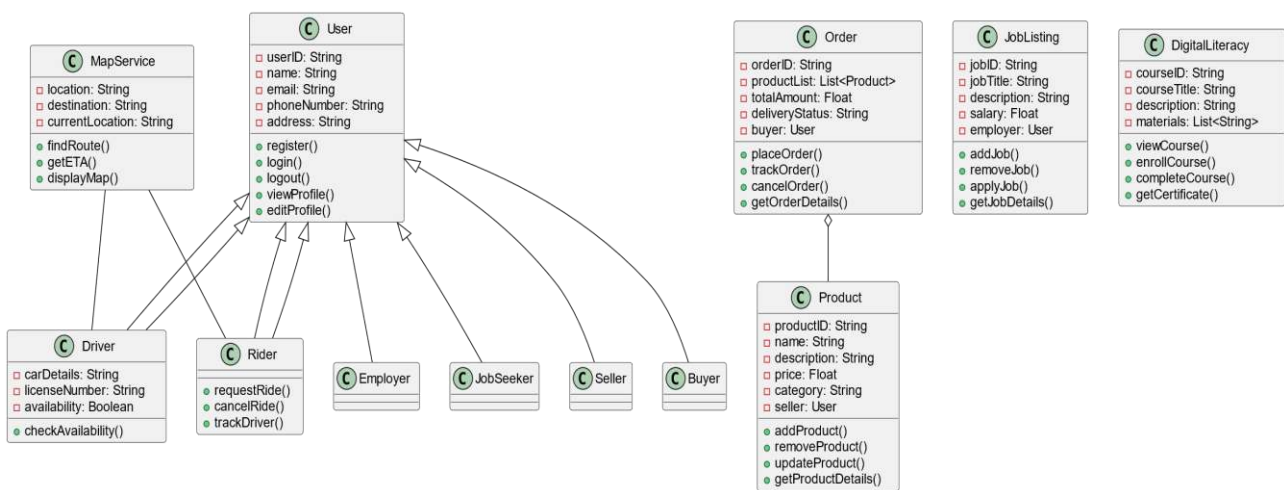 C MapService
location: String
destination: String
currentLocation: String
findRoute()
getETA()
displayMap()
C User
userID: String
name: String
email: String
phoneNumber: String
address: String
register()
login()
logout()
viewProfile()
editProfile()
C Order
orderID: String
productList: List<Product>
totalAmount: Float
deliveryStatus: String
buyer: User
placeOrder()
trackOrder()
cancelOrder()
getOrderDetails()
C JobListing
jobID: String
jobTitle: String
description: String
salary: Float
employer: User
addJob()
removeJob()
applyJob()
getJobDetails()
C DigitalLiteracy
courseID: String
courseTitle: String
description: String
materials: List<String>
viewCourse()
enrollCourse()
completeCourse()
getCertificate()
C Driver
carDetails: String
licenseNumber: String
availability: Boolean
checkAvailability()
C Rider
requestRide()
cancelRide()
trackDriver()
C Employer
C JobSeeker
C Seller
C Buyer
C Product
productID: String
name: String
description: String
price: Float
category: String
seller: User
addProduct()
removeProduct()
updateProduct()
getProductDetails()